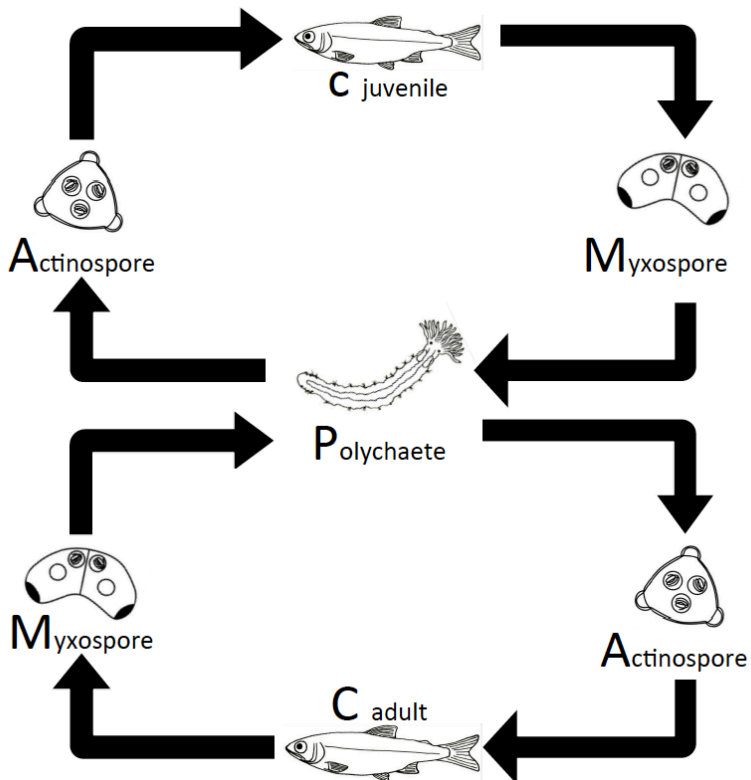 C juvenile
Actinospore
Myxospore
Polychaete
Myxospore
Actinospore
C adult